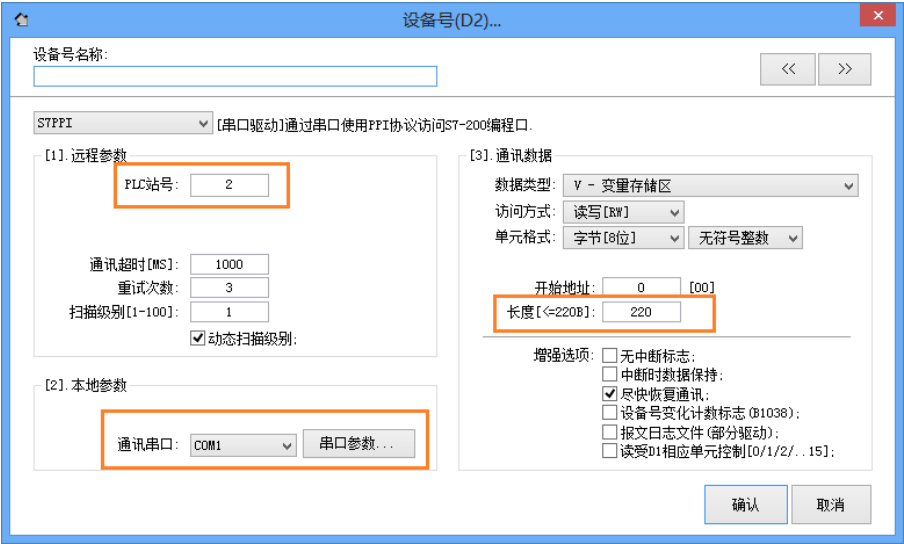 设备号(D2)...
设备号名称:
<< >>
S7PPI [串口驱动]通过串口使用PPI协议访问S7-200编程口.
[1].远程参数
PLC站号: 2
通讯超时[MS]: 1000
重试次数: 3
扫描级别[1-100]: 1
动态扫描级别;
[2].本地参数
通讯串口: COM1 串口参数...
[3].通讯数据
数据类型: V - 变量存储区
访问方式: 读写[RW]
单元格式: 字节[8位] 无符号整数
开始地址: 0 [00]
长度[<=220B]: 220
增强选项: 无中断标志;
中断时数据保持;
尽快恢复通讯;
设备号变化计数标志(B1038);
报文日志文件(部分驱动);
读受D1相应单元控制[0/1/2/..15];
确认 取消